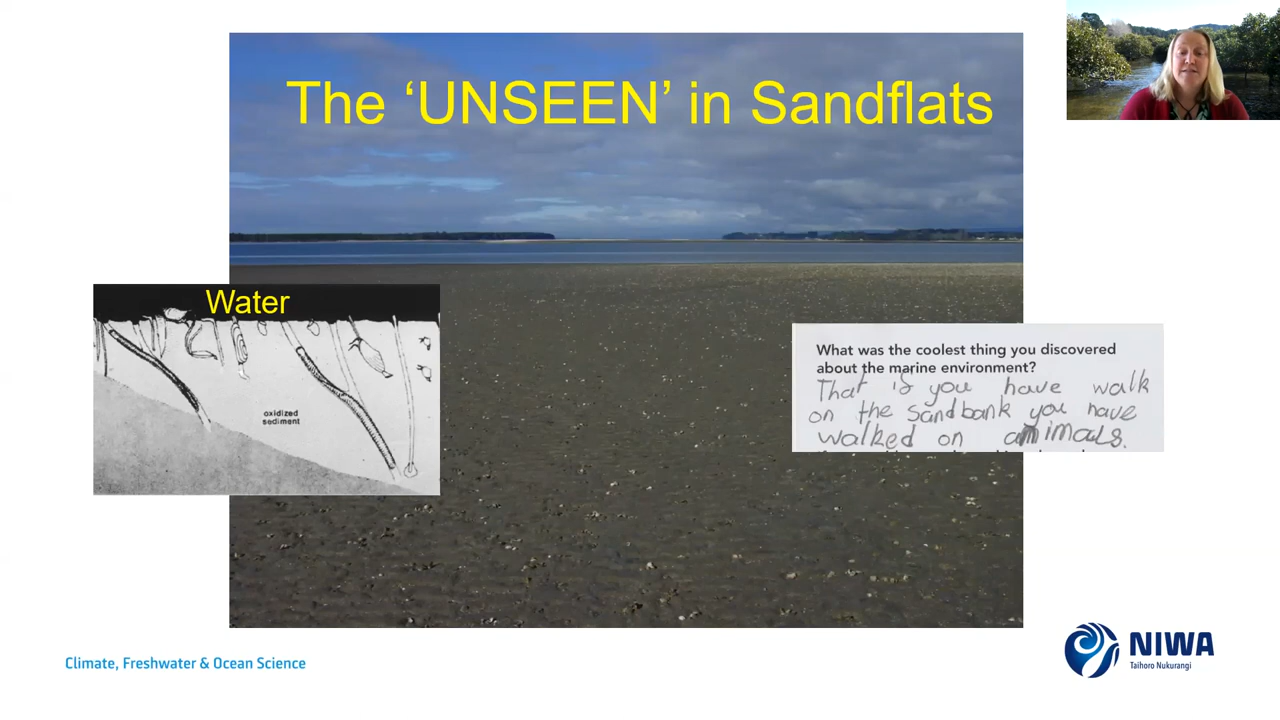 The ‘UNSEEN’ in Sandflats
Water
oxidized
sediment
What was the coolest thing you discovered
about the marine environment?
That if you have walk
on the sandbank you have
walked on animals.
Climate, Freshwater & Ocean Science
NIWA
Taihoro Nukurangi